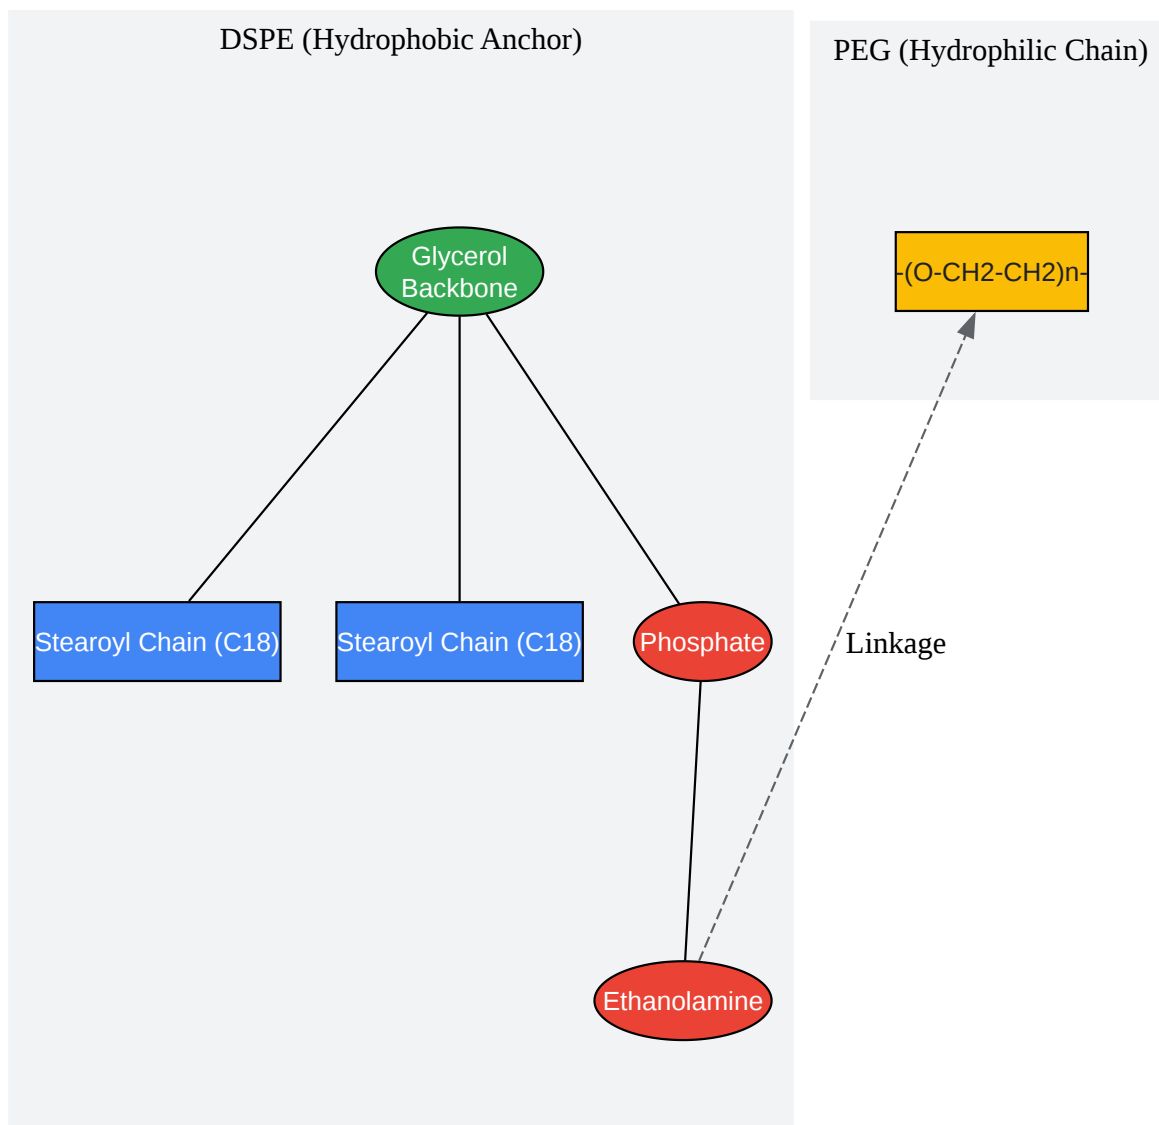 DSPE (Hydrophobic Anchor)
PEG (Hydrophilic Chain)
Glycerol
Backbone
-(O-CH2-CH2)n-
Stearoyl Chain (C18)
Stearoyl Chain (C18)
Phosphate
Linkage
Ethanolamine